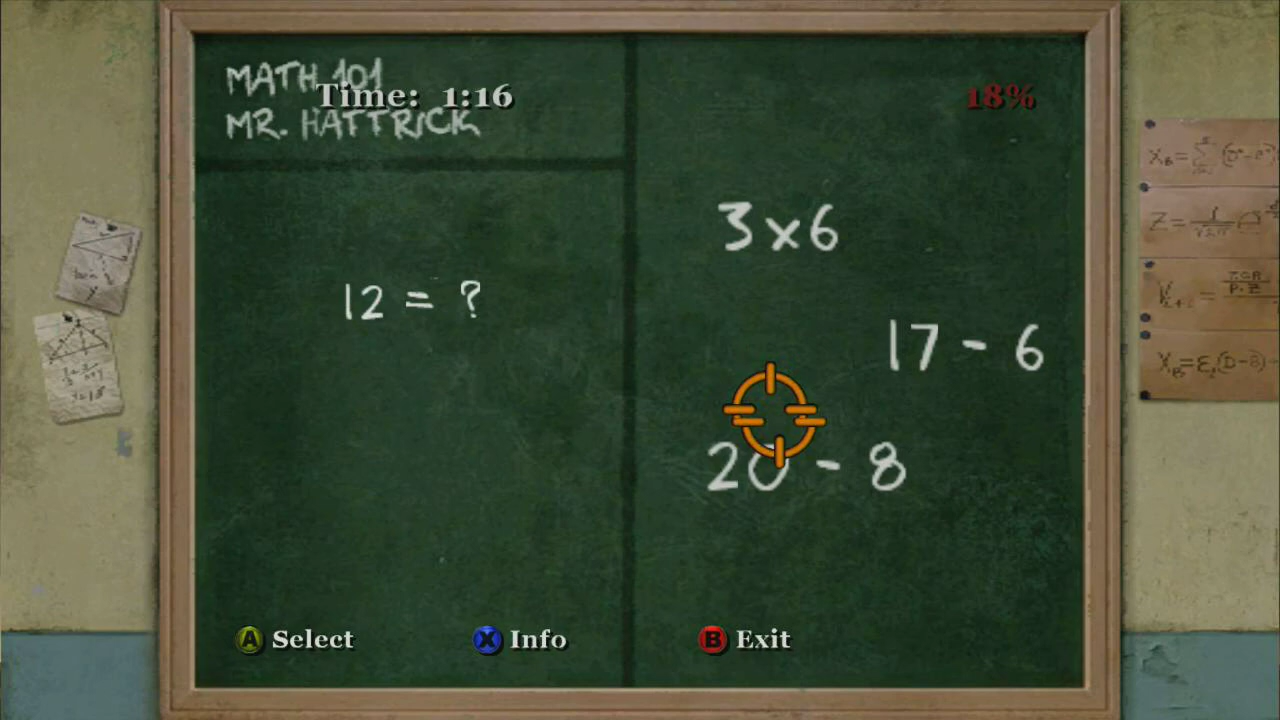 MATH 101
Time: 1:16
18%
MR. HATTRICK
3x6
12 = ?
17 - 6
20 - 8
A Select
X Info
B Exit